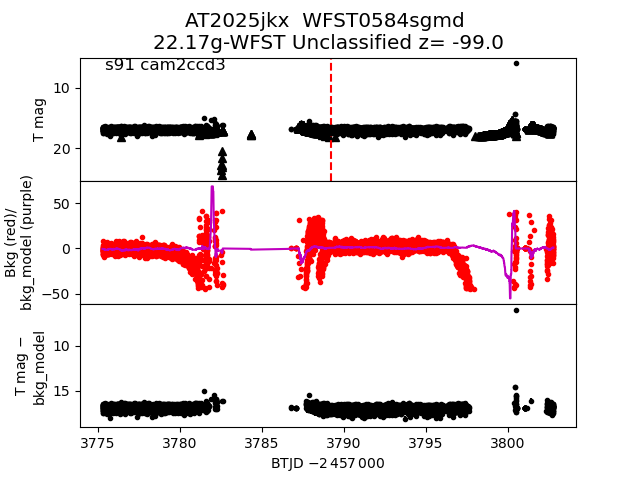 AT2025jkx  WFST0584sgmd
22.17g-WFST Unclassified z= -99.0
s91 cam2ccd3
T mag
10
20
Bkg (red)/
bkg_model (purple)
50
0
−50
T mag −
bkg_model
10
15
3775 3780 3785 3790 3795 3800
BTJD −2 457 000